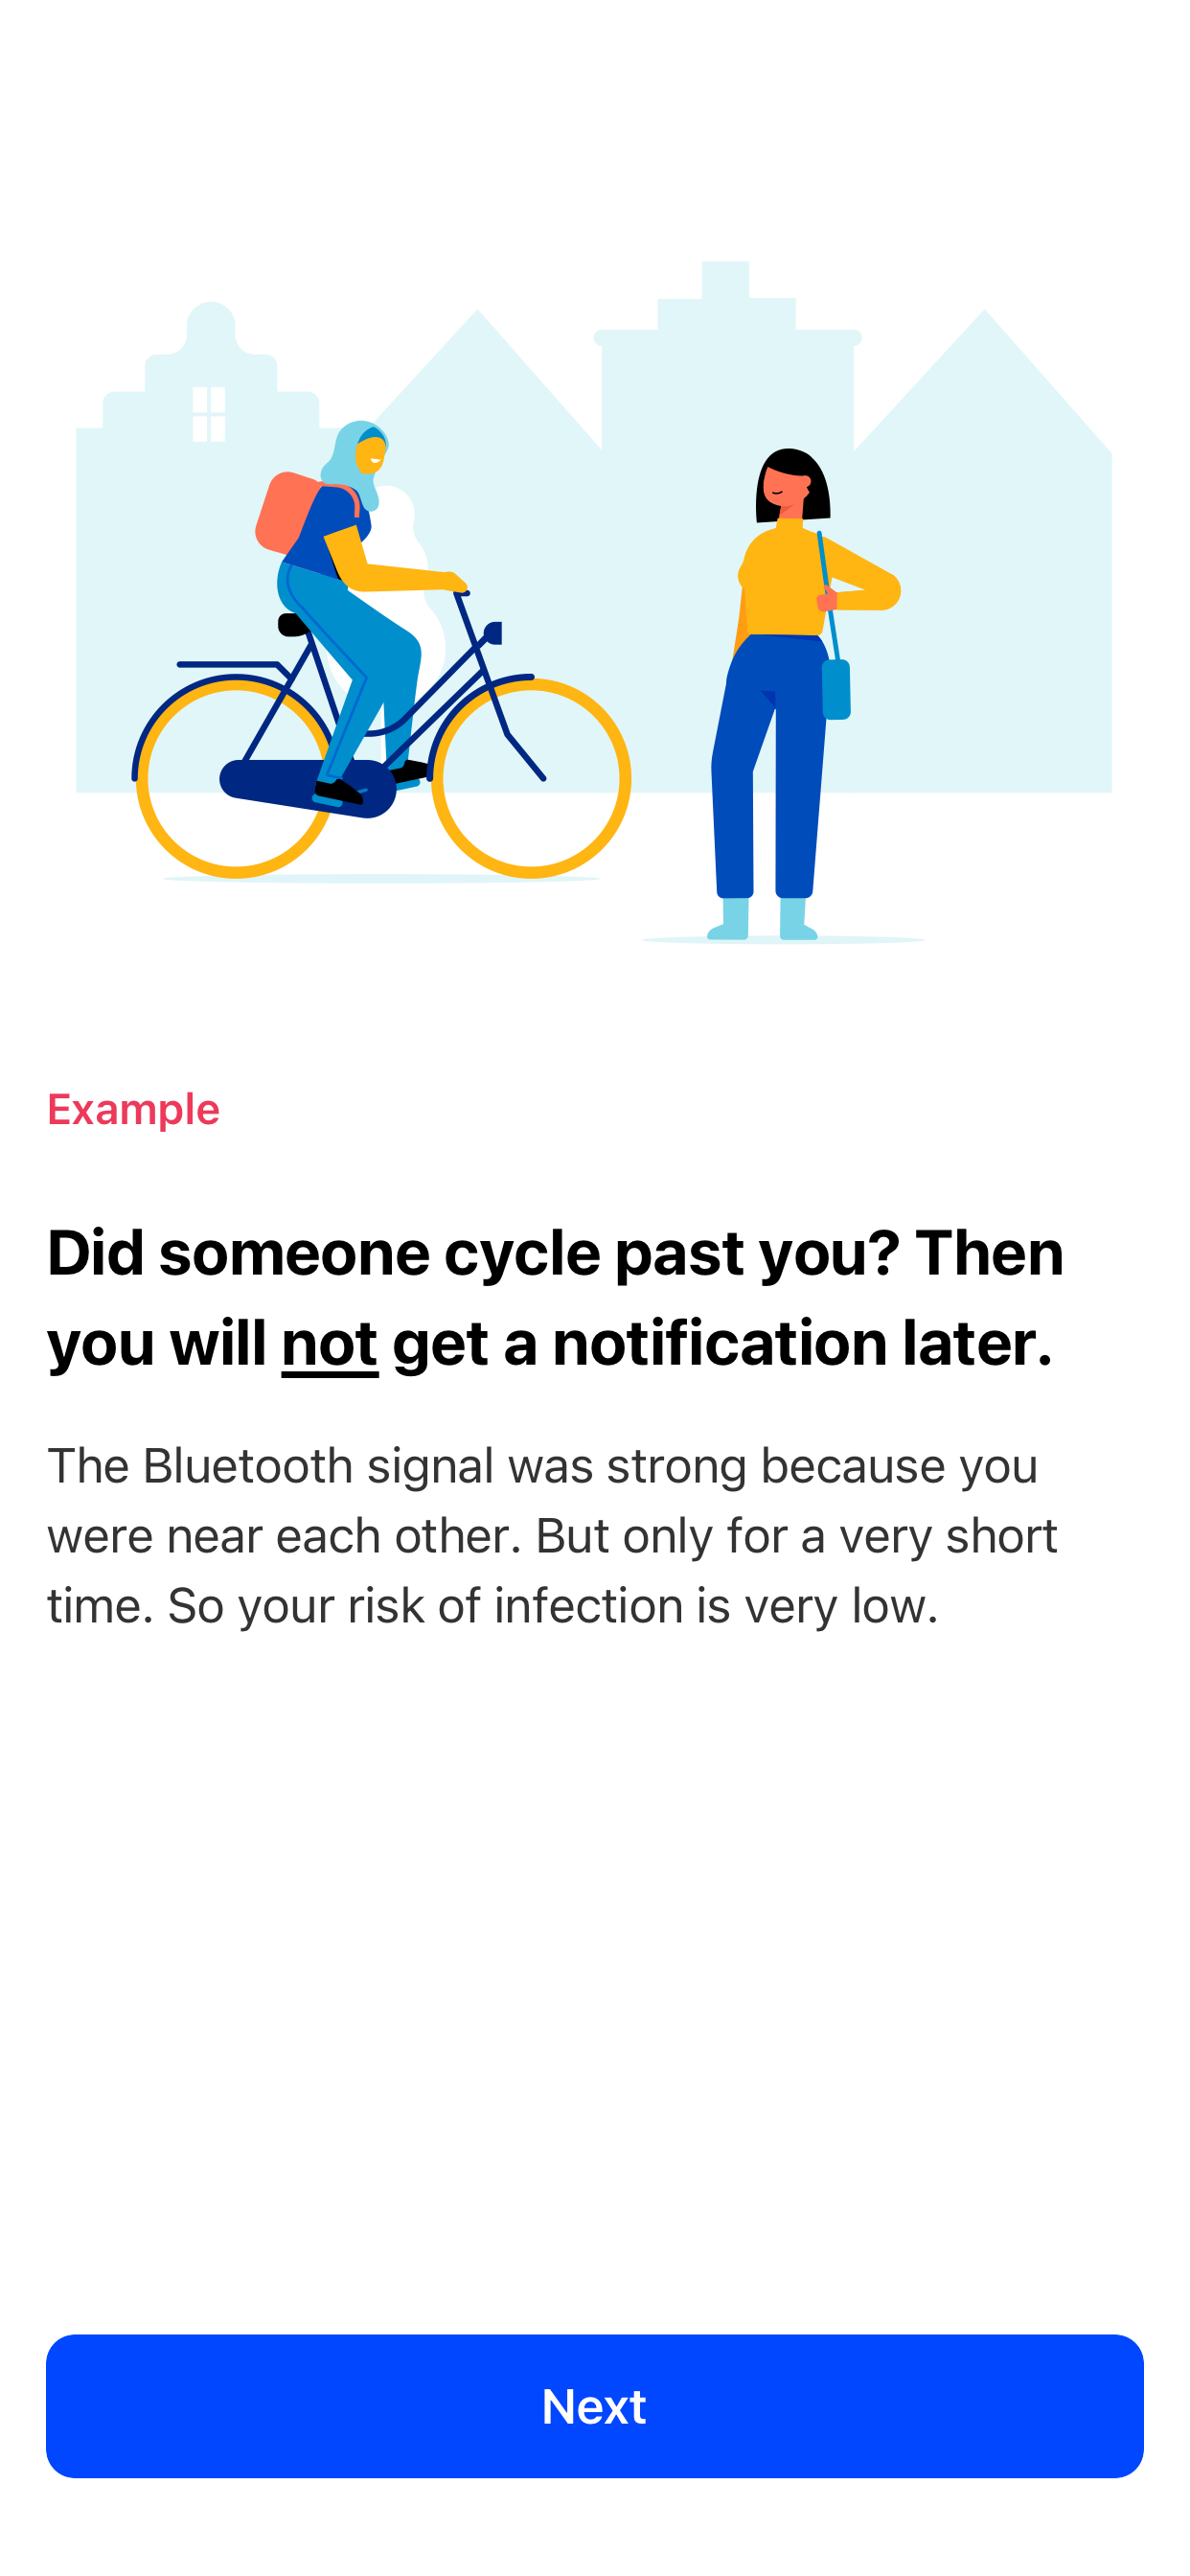 Example
Did someone cycle past you? Then
you will not get a notification later.
The Bluetooth signal was strong because you
were near each other. But only for a very short
time. So your risk of infection is very low.
Next